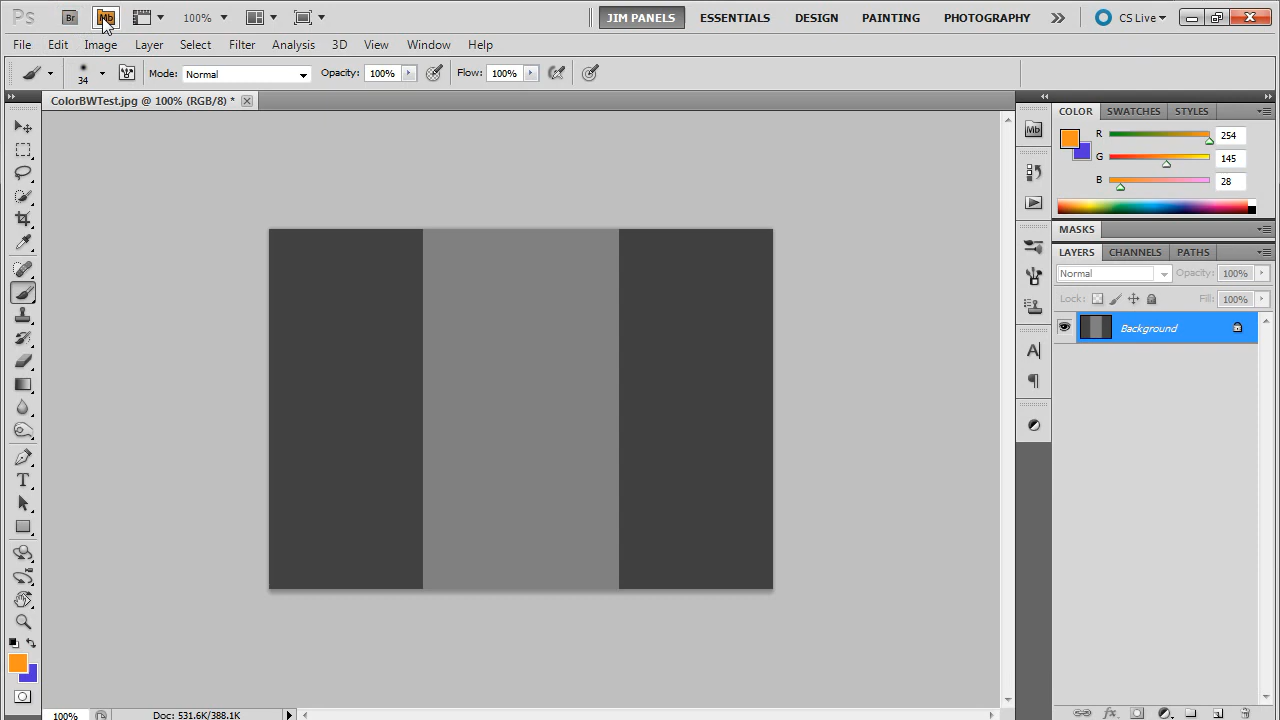 Ps Br Mb 100% JIM PANELS ESSENTIALS DESIGN PAINTING PHOTOGRAPHY CS Live
File Edit Image Layer Select Filter Analysis 3D View Window Help
34 Mode: Normal Opacity: 100% Flow: 100%
ColorBWTest.jpg @ 100% (RGB/8) *
COLOR SWATCHES STYLES
Mb
R 254
G 145
B 28
MASKS
LAYERS CHANNELS PATHS
Normal Opacity: 100%
Lock: Fill: 100%
Background
A
T
fx
100% Doc: 531.6K/388.1K